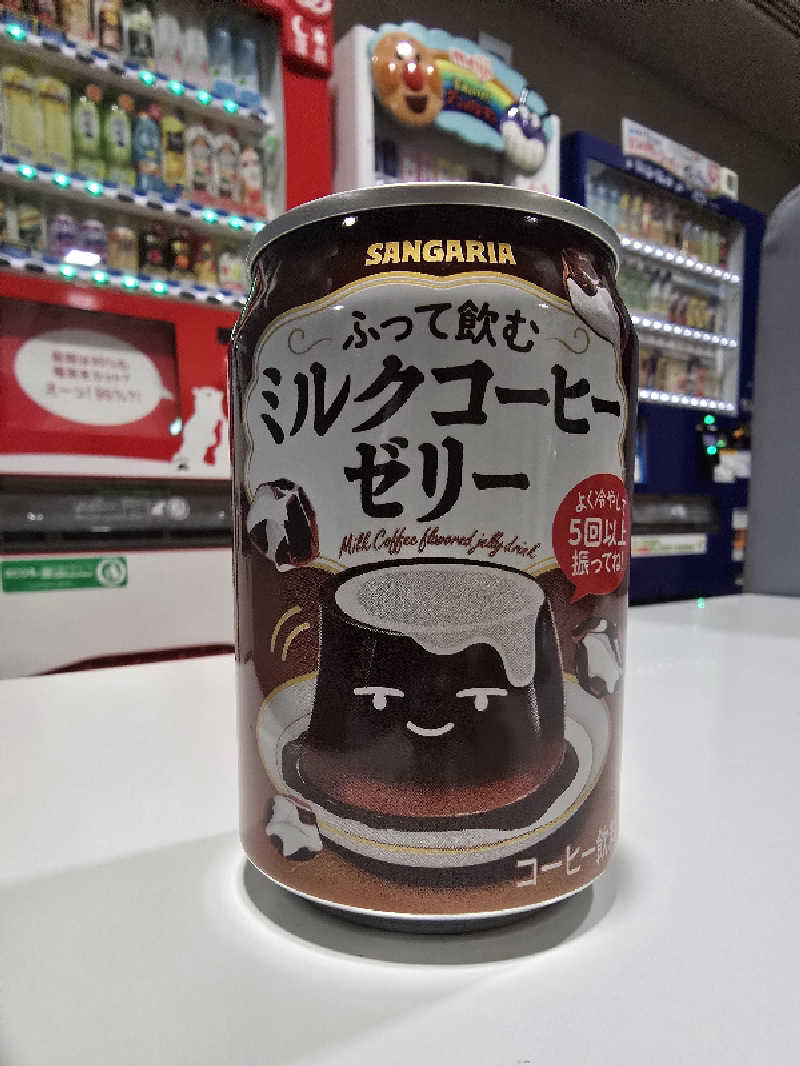 meiji
SANGARIA
ふって飲む
ミルクコーヒー
ゼリー
Milk Coffee flavored jelly drink
よく冷やして
5回以上
振ってね!
コーヒー飲